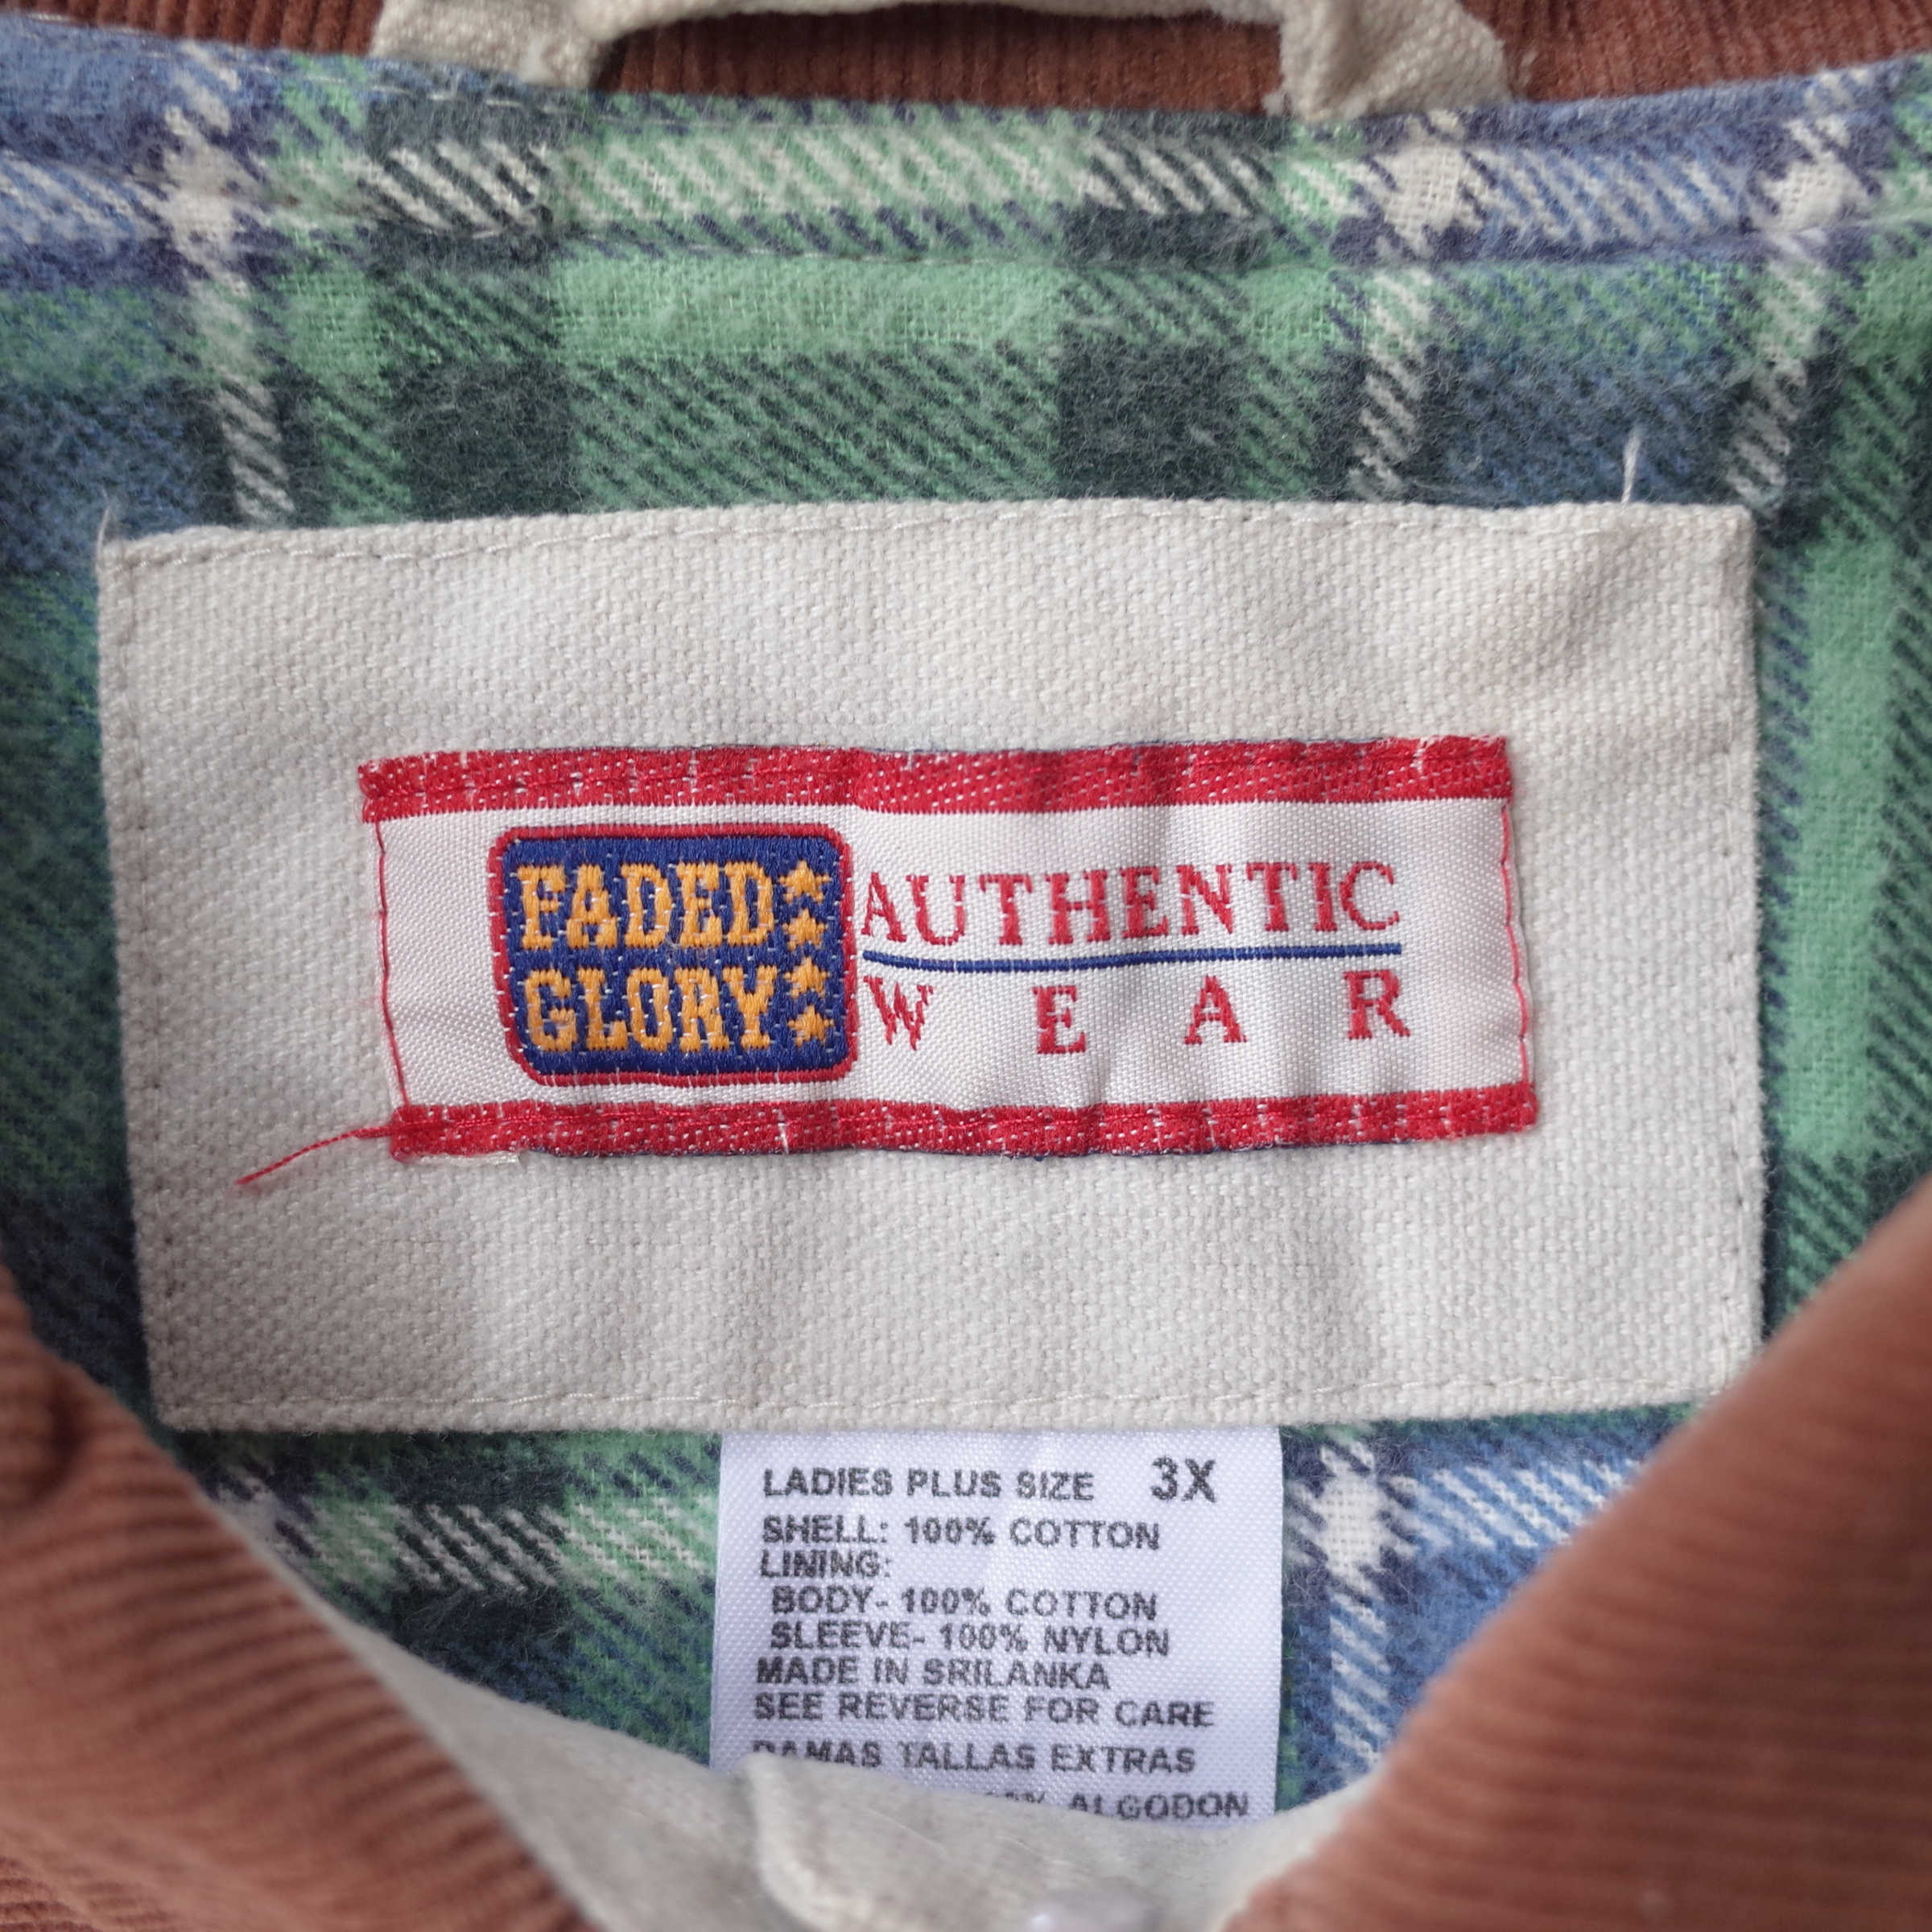 FADED
GLORY
AUTHENTIC
WEAR
LADIES PLUS SIZE 3X
SHELL: 100% COTTON
LINING:
BODY- 100% COTTON
SLEEVE- 100% NYLON
MADE IN SRILANKA
SEE REVERSE FOR CARE
DAMAS TALLAS EXTRAS
ALGODON